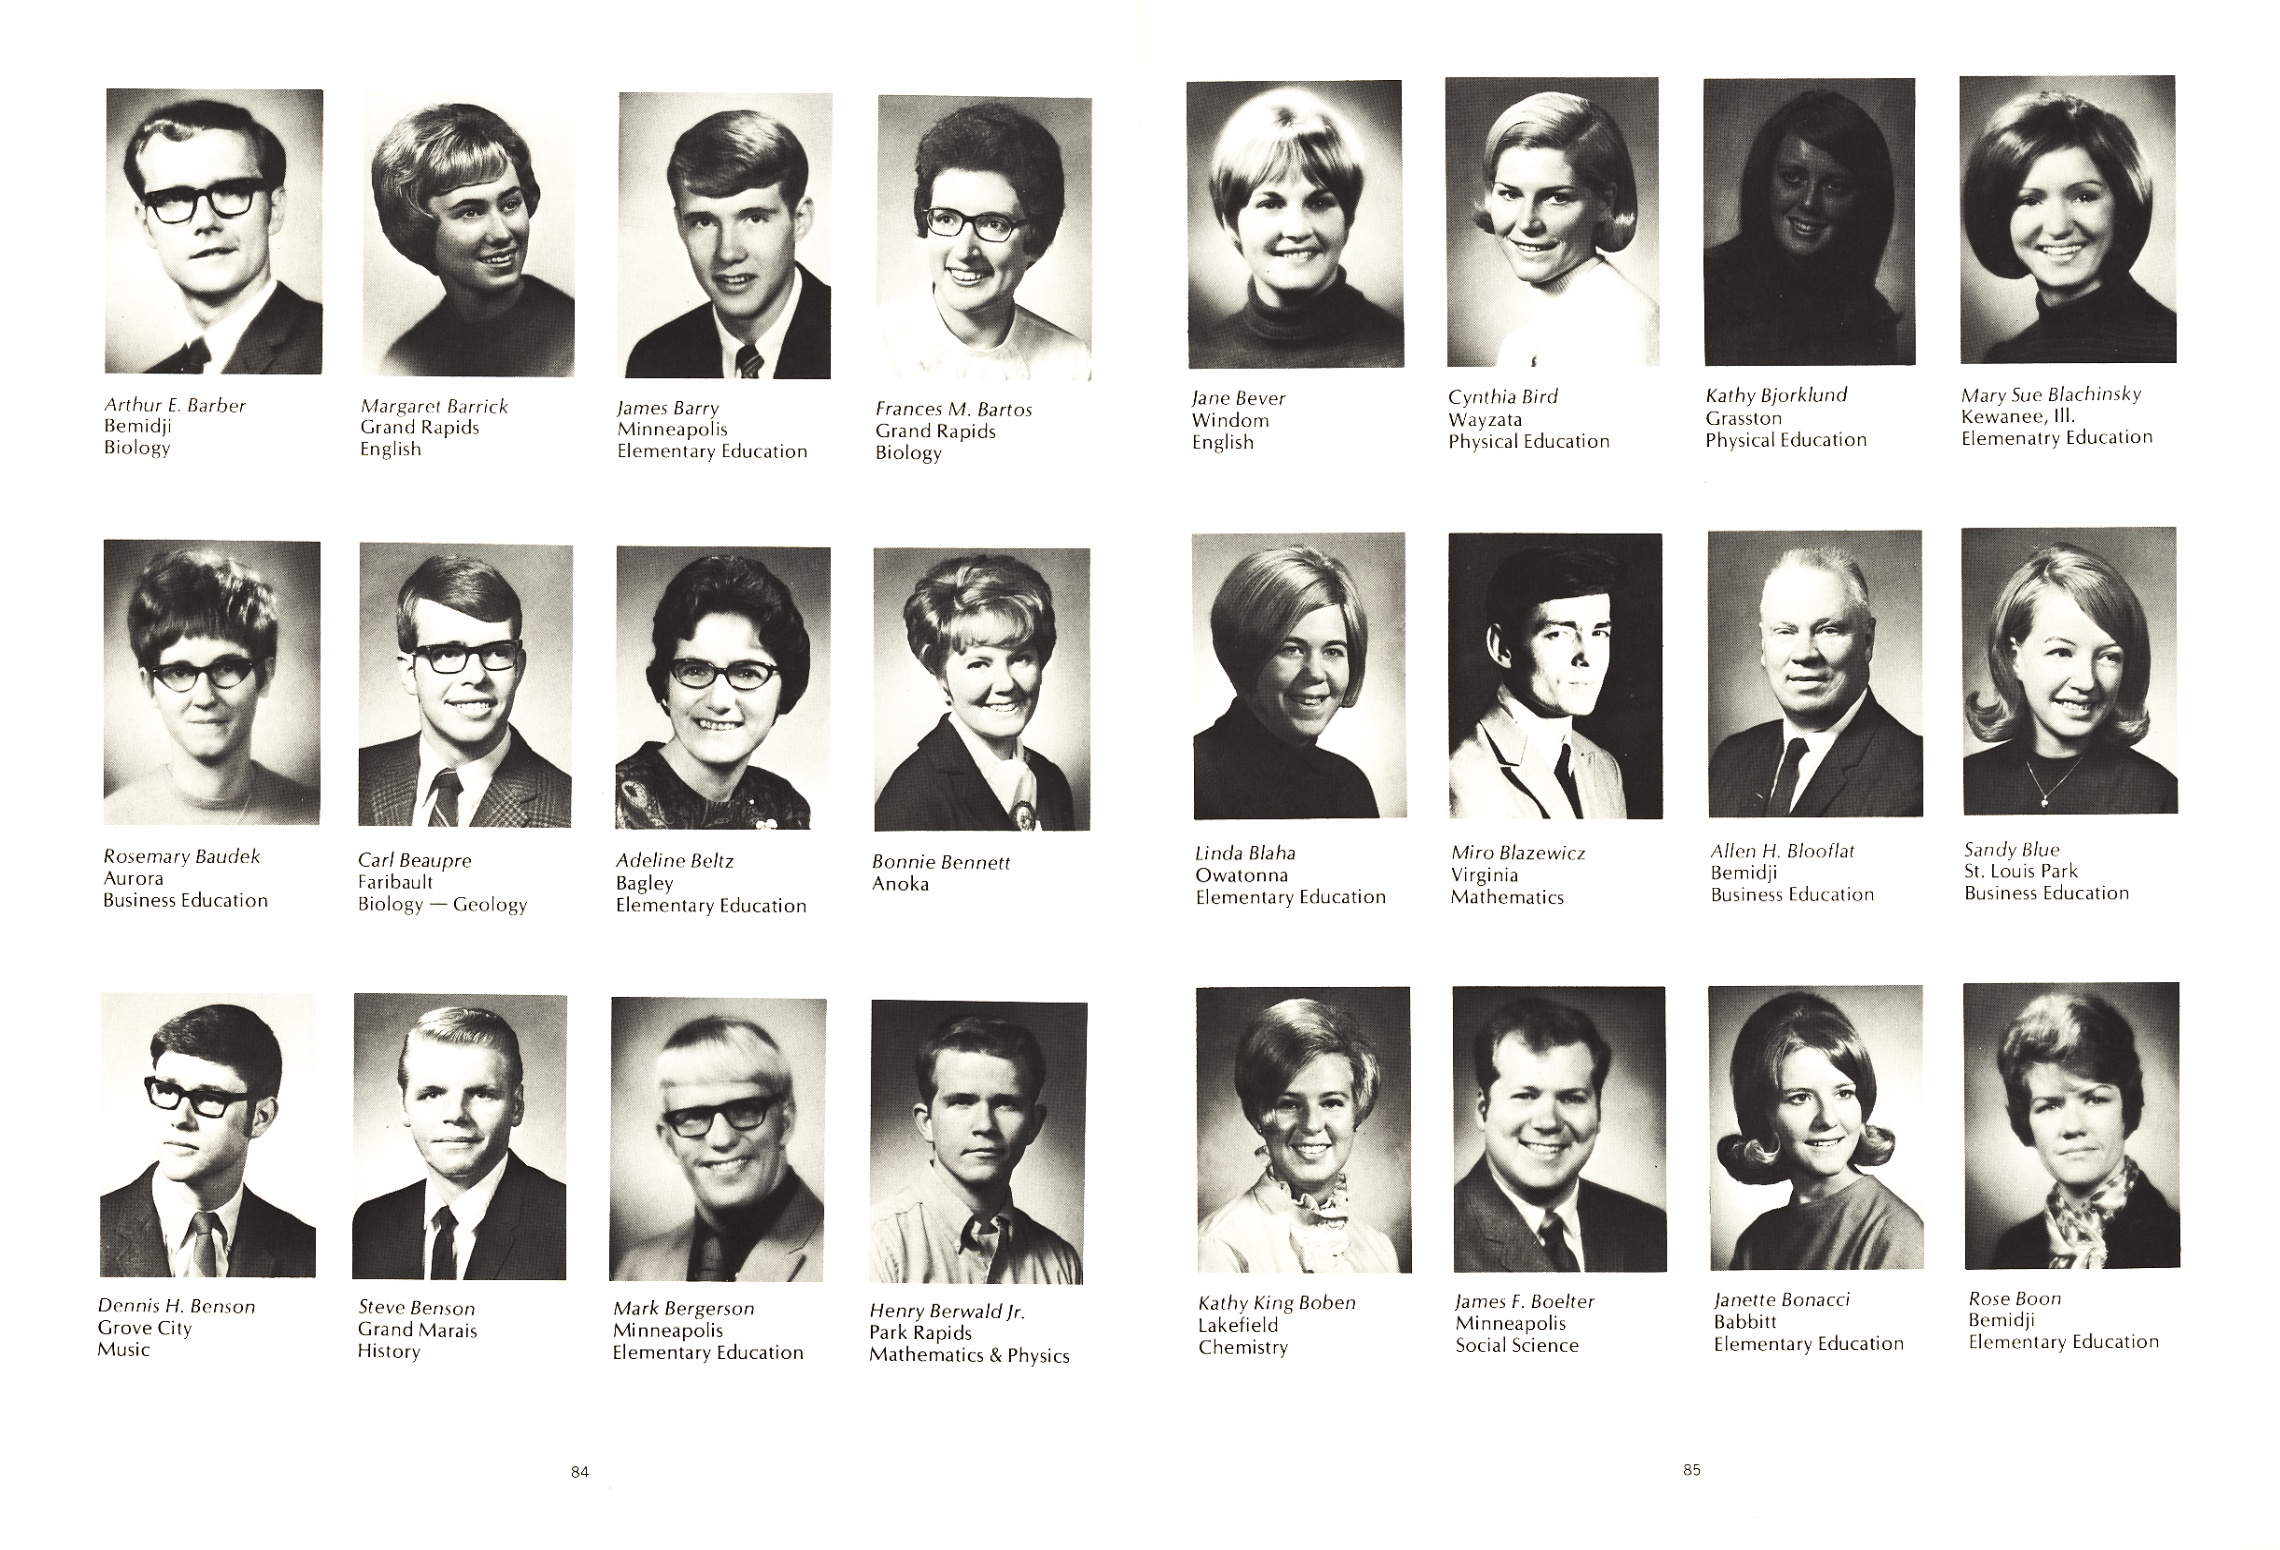 Arthur E. Barber
Bemidji
Biology
Margaret Barrick
Grand Rapids
English
James Barry
Minneapolis
Elementary Education
Frances M. Bartos
Grand Rapids
Biology
Rosemary Baudek
Aurora
Business Education
Carl Beaupre
Faribault
Biology — Geology
Adeline Beltz
Bagley
Elementary Education
Bonnie Bennett
Anoka
Dennis H. Benson
Grove City
Music
Steve Benson
Grand Marais
History
Mark Bergerson
Minneapolis
Elementary Education
Henry Berwald Jr.
Park Rapids
Mathematics & Physics
84
Jane Bever
Windom
English
Cynthia Bird
Wayzata
Physical Education
Kathy Bjorklund
Grasston
Physical Education
Mary Sue Blachinsky
Kewanee, Ill.
Elemenatry Education
Linda Blaha
Owatonna
Elementary Education
Miro Blazewicz
Virginia
Mathematics
Allen H. Blooflat
Bemidji
Business Education
Sandy Blue
St. Louis Park
Business Education
Kathy King Boben
Lakefield
Chemistry
James F. Boelter
Minneapolis
Social Science
Janette Bonacci
Babbitt
Elementary Education
Rose Boon
Bemidji
Elementary Education
85